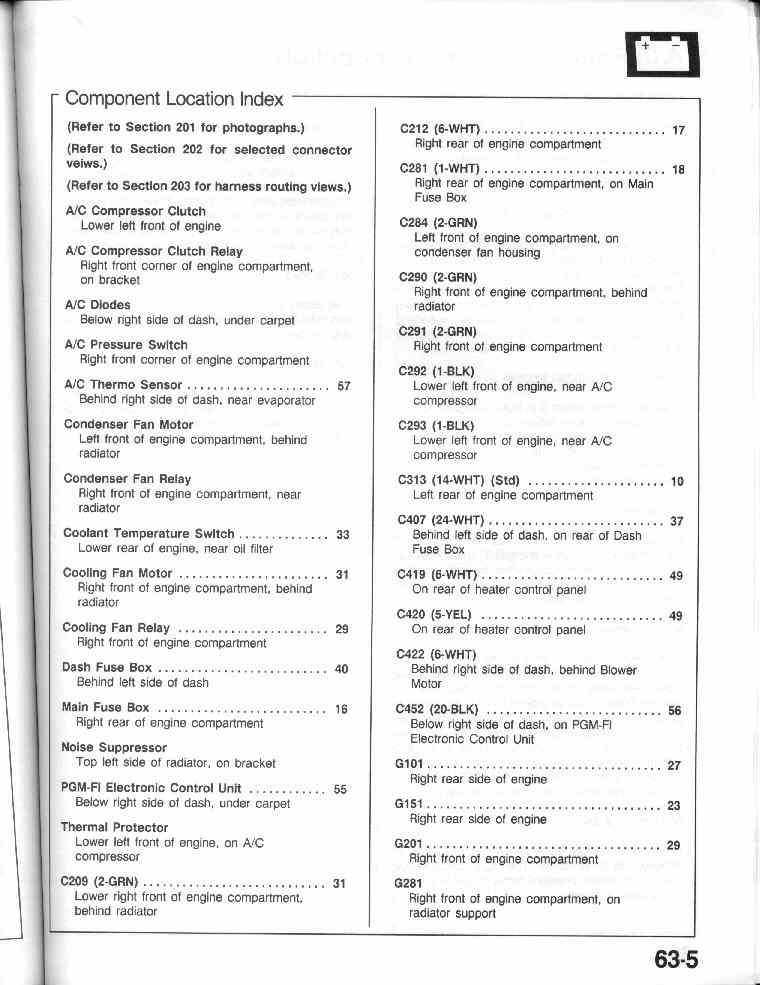 + −
Component Location Index
(Refer to Section 201 for photographs.)
(Refer to Section 202 for selected connector
veiws.)
(Refer to Section 203 for harness routing views.)
A/C Compressor Clutch
Lower left front of engine
A/C Compressor Clutch Relay
Right front corner of engine compartment,
on bracket
A/C Diodes
Below right side of dash, under carpet
A/C Pressure Switch
Right front corner of engine compartment
A/C Thermo Sensor ...................... 57
Behind right side of dash, near evaporator
Condenser Fan Motor
Left front of engine compartment, behind
radiator
Condenser Fan Relay
Right front of engine compartment, near
radiator
Coolant Temperature Switch .............. 33
Lower rear of engine, near oil filter
Cooling Fan Motor ....................... 31
Right front of engine compartment, behind
radiator
Cooling Fan Relay ....................... 29
Right front of engine compartment
Dash Fuse Box .......................... 40
Behind left side of dash
Main Fuse Box .......................... 16
Right rear of engine compartment
Noise Suppressor
Top left side of radiator, on bracket
PGM-FI Electronic Control Unit ............ 55
Below right side of dash, under carpet
Thermal Protector
Lower left front of engine, on A/C
compressor
C209 (2-GRN) ............................ 31
Lower right front of engine compartment,
behind radiator
C212 (6-WHT) ............................ 17
Right rear of engine compartment
C281 (1-WHT) ............................ 18
Right rear of engine compartment, on Main
Fuse Box
C284 (2-GRN)
Left front of engine compartment, on
condenser fan housing
C290 (2-GRN)
Right front of engine compartment, behind
radiator
C291 (2-GRN)
Right front of engine compartment
C292 (1-BLK)
Lower left front of engine, near A/C
compressor
C293 (1-BLK)
Lower left front of engine, near A/C
compressor
C313 (14-WHT) (Std) ..................... 10
Left rear of engine compartment
C407 (24-WHT) ........................... 37
Behind left side of dash, on rear of Dash
Fuse Box
C419 (6-WHT) ............................ 49
On rear of heater control panel
C420 (5-YEL) ............................ 49
On rear of heater control panel
C422 (6-WHT)
Behind right side of dash, behind Blower
Motor
C452 (20-BLK) ........................... 56
Below right side of dash, on PGM-FI
Electronic Control Unit
G101 .................................... 27
Right rear side of engine
G151 .................................... 23
Right rear side of engine
G201 .................................... 29
Right front of engine compartment
G281
Right front of engine compartment, on
radiator support
63-5